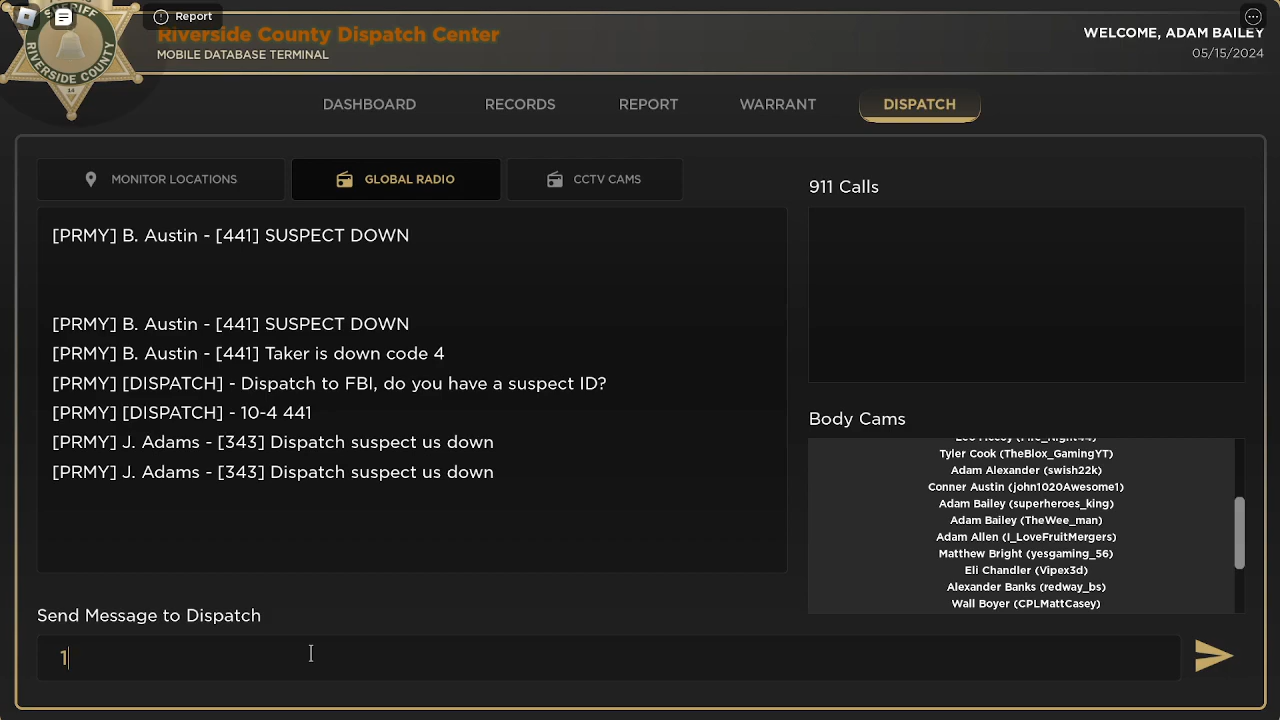 Report
SHERIFF
RIVERSIDE COUNTY
Riverside County Dispatch Center
MOBILE DATABASE TERMINAL
WELCOME, ADAM BAILEY
05/15/2024
DASHBOARD
RECORDS
REPORT
WARRANT
DISPATCH
MONITOR LOCATIONS
GLOBAL RADIO
CCTV CAMS
[PRMY] B. Austin - [441] SUSPECT DOWN
[PRMY] B. Austin - [441] SUSPECT DOWN
[PRMY] B. Austin - [441] Taker is down code 4
[PRMY] [DISPATCH] - Dispatch to FBI, do you have a suspect ID?
[PRMY] [DISPATCH] - 10-4 441
[PRMY] J. Adams - [343] Dispatch suspect us down
[PRMY] J. Adams - [343] Dispatch suspect us down
911 Calls
Body Cams
Tyler Cook (TheBlox_GamingYT)
Adam Alexander (swish22k)
Conner Austin (john1020Awesome1)
Adam Bailey (superheroes_king)
Adam Bailey (TheWee_man)
Adam Allen (I_LoveFruitMergers)
Matthew Bright (yesgaming_56)
Eli Chandler (Vipex3d)
Alexander Banks (redway_bs)
Wall Boyer (CPLMattCasey)
Send Message to Dispatch
1